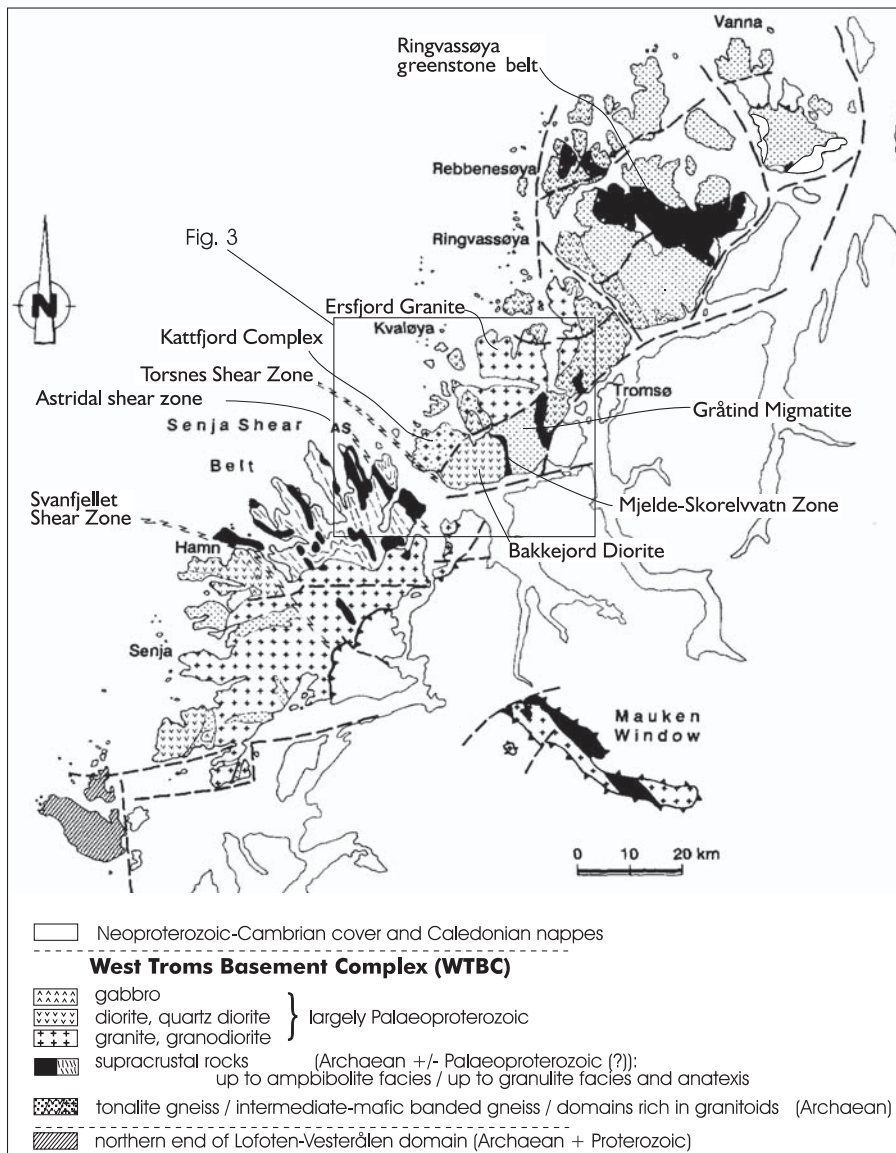 Vanna
Ringvassøya
greenstone belt
Rebbenesøya
Fig. 3
Ringvassøya
N
Ersfjord Granite
Kvaløya
Kattfjord Complex
Torsnes Shear Zone
Tromsø
Astridal shear zone
Gråtind Migmatite
Senja Shear
AS
Belt
Svanfjellet
Shear Zone
Mjelde-Skorelvvatn Zone
Hamn
Bakkejord Diorite
Senja
Mauken
Window
0 10 20 km
Neoproterozoic-Cambrian cover and Caledonian nappes
West Troms Basement Complex (WTBC)
gabbro
diorite, quartz diorite } largely Palaeoproterozoic
granite, granodiorite
supracrustal rocks (Archaean +/- Palaeoproterozoic (?)):
up to ampbibolite facies / up to granulite facies and anatexis
tonalite gneiss / intermediate-mafic banded gneiss / domains rich in granitoids (Archaean)
northern end of Lofoten-Vesterålen domain (Archaean + Proterozoic)